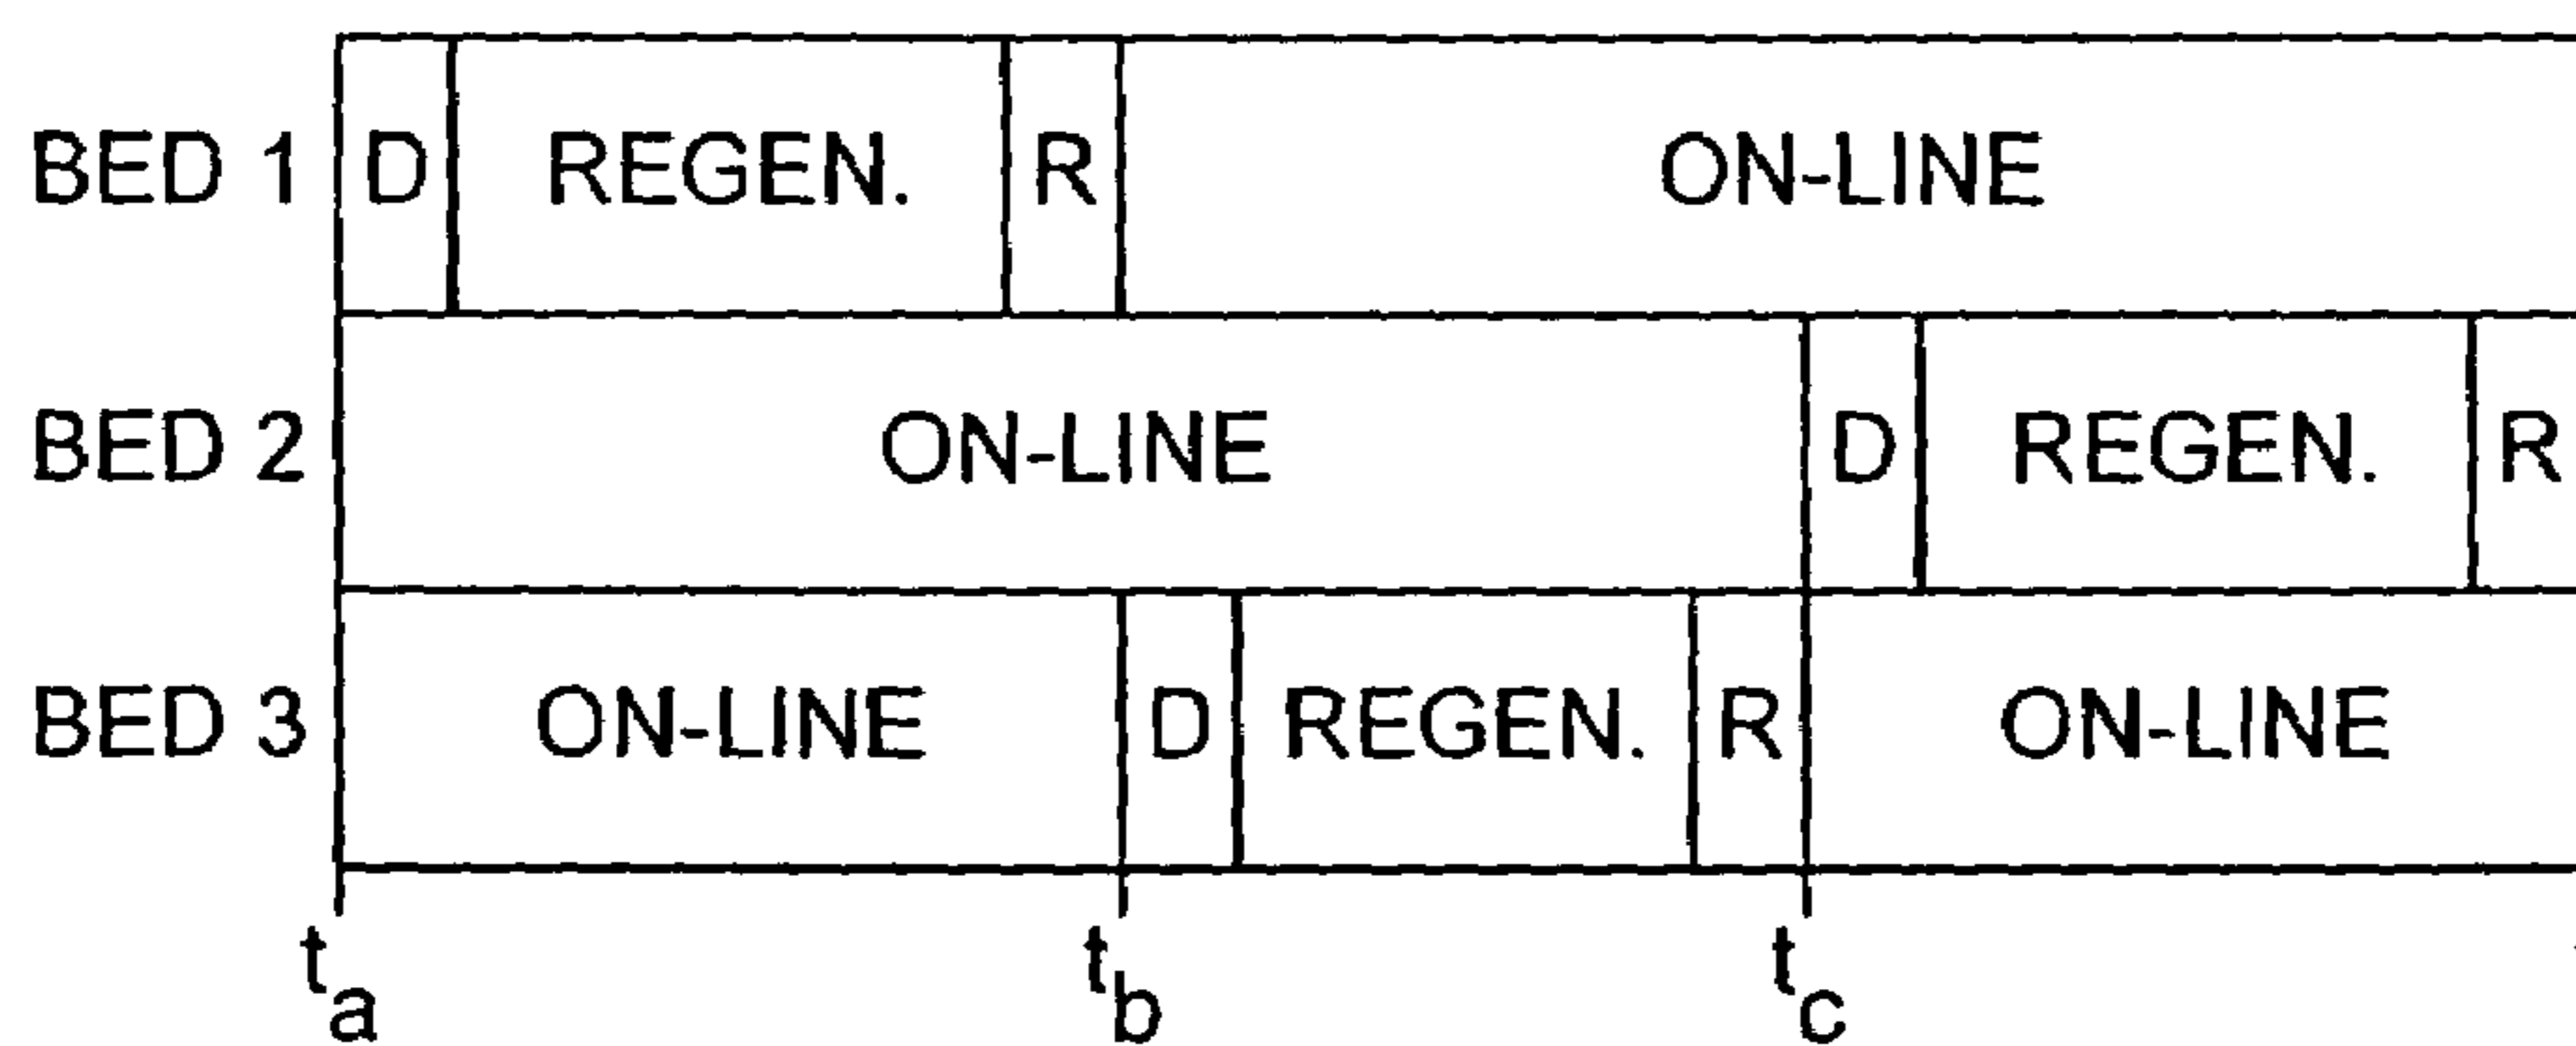 BED 1 D REGEN. R ON-LINE
BED 2 ON-LINE D REGEN. R
BED 3 ON-LINE D REGEN. R ON-LINE
ta tb tc